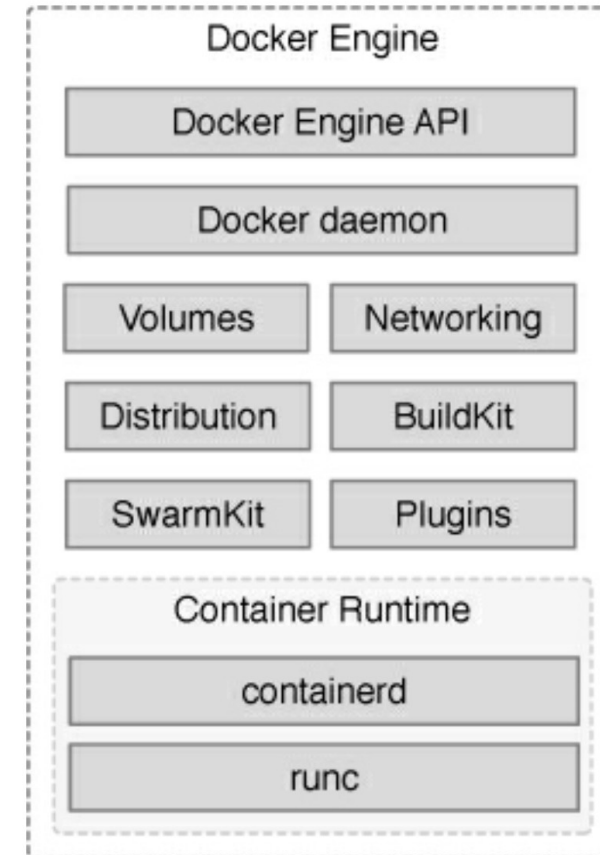 Docker Engine
Docker Engine API
Docker daemon
Volumes
Networking
Distribution
BuildKit
SwarmKit
Plugins
Container Runtime
containerd
runc